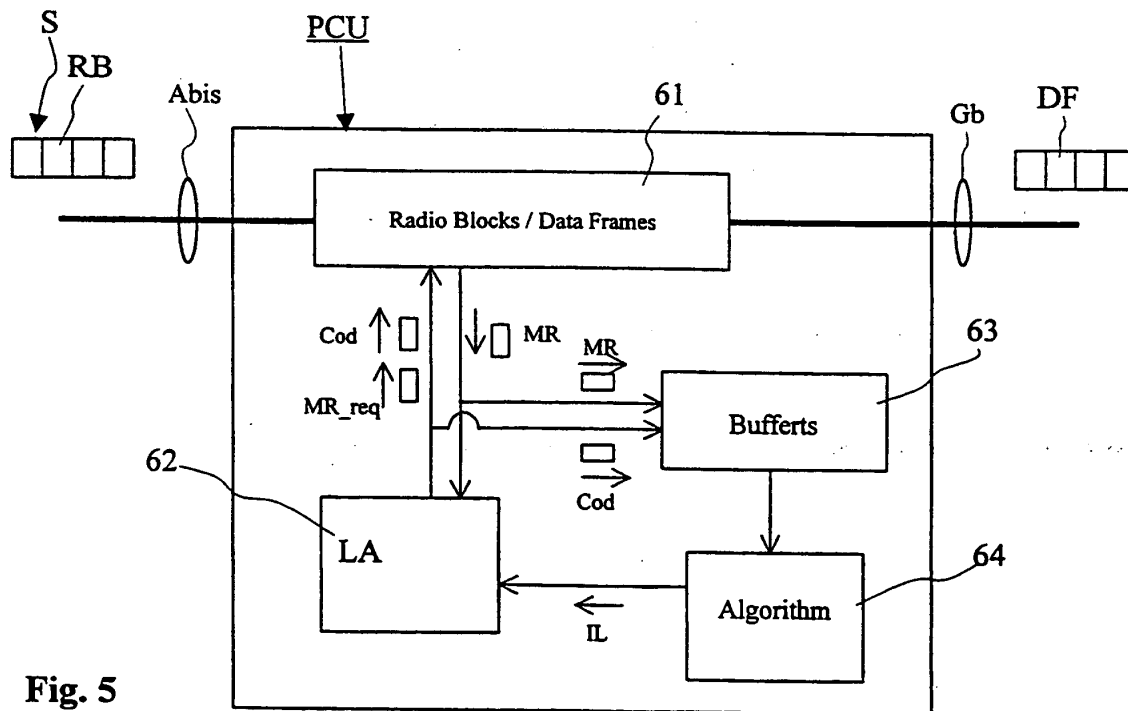 S
PCU
RB
Abis
61
Gb
DF
Radio Blocks / Data Frames
Cod
MR
MR
63
MR_req
Bufferts
62
Cod
LA
64
Algorithm
IL
Fig. 5